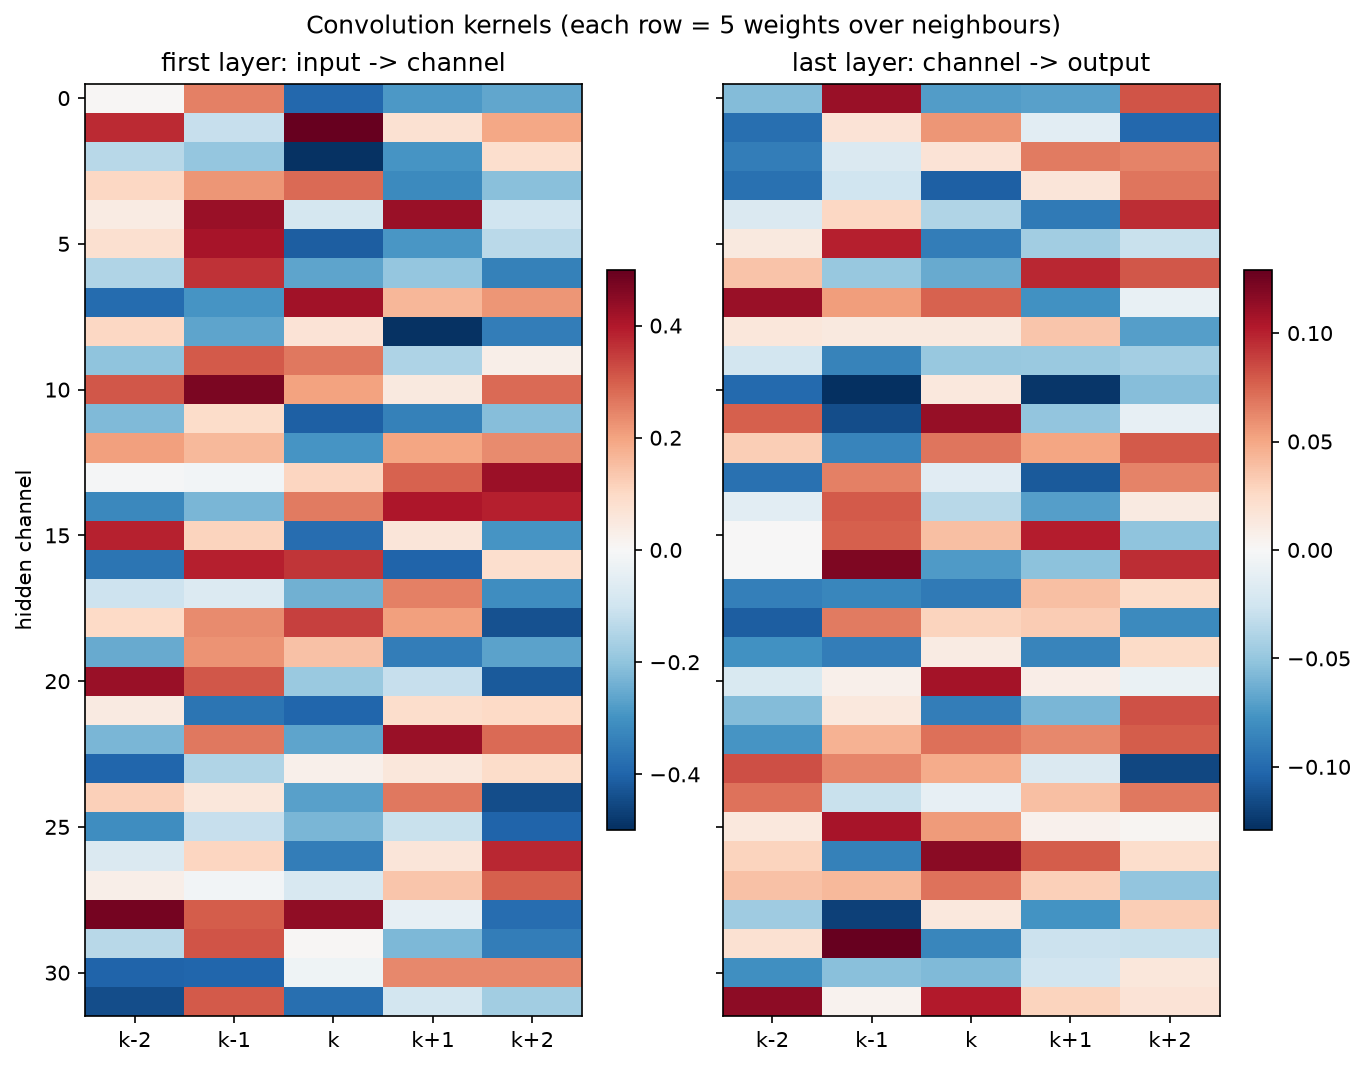 Convolution kernels (each row = 5 weights over neighbours)
first layer: input -> channel
last layer: channel -> output
hidden channel
0
5
10
15
20
25
30
k-2 k-1 k k+1 k+2
0.4
0.2
0.0
−0.2
−0.4
k-2 k-1 k k+1 k+2
0.10
0.05
0.00
−0.05
−0.10